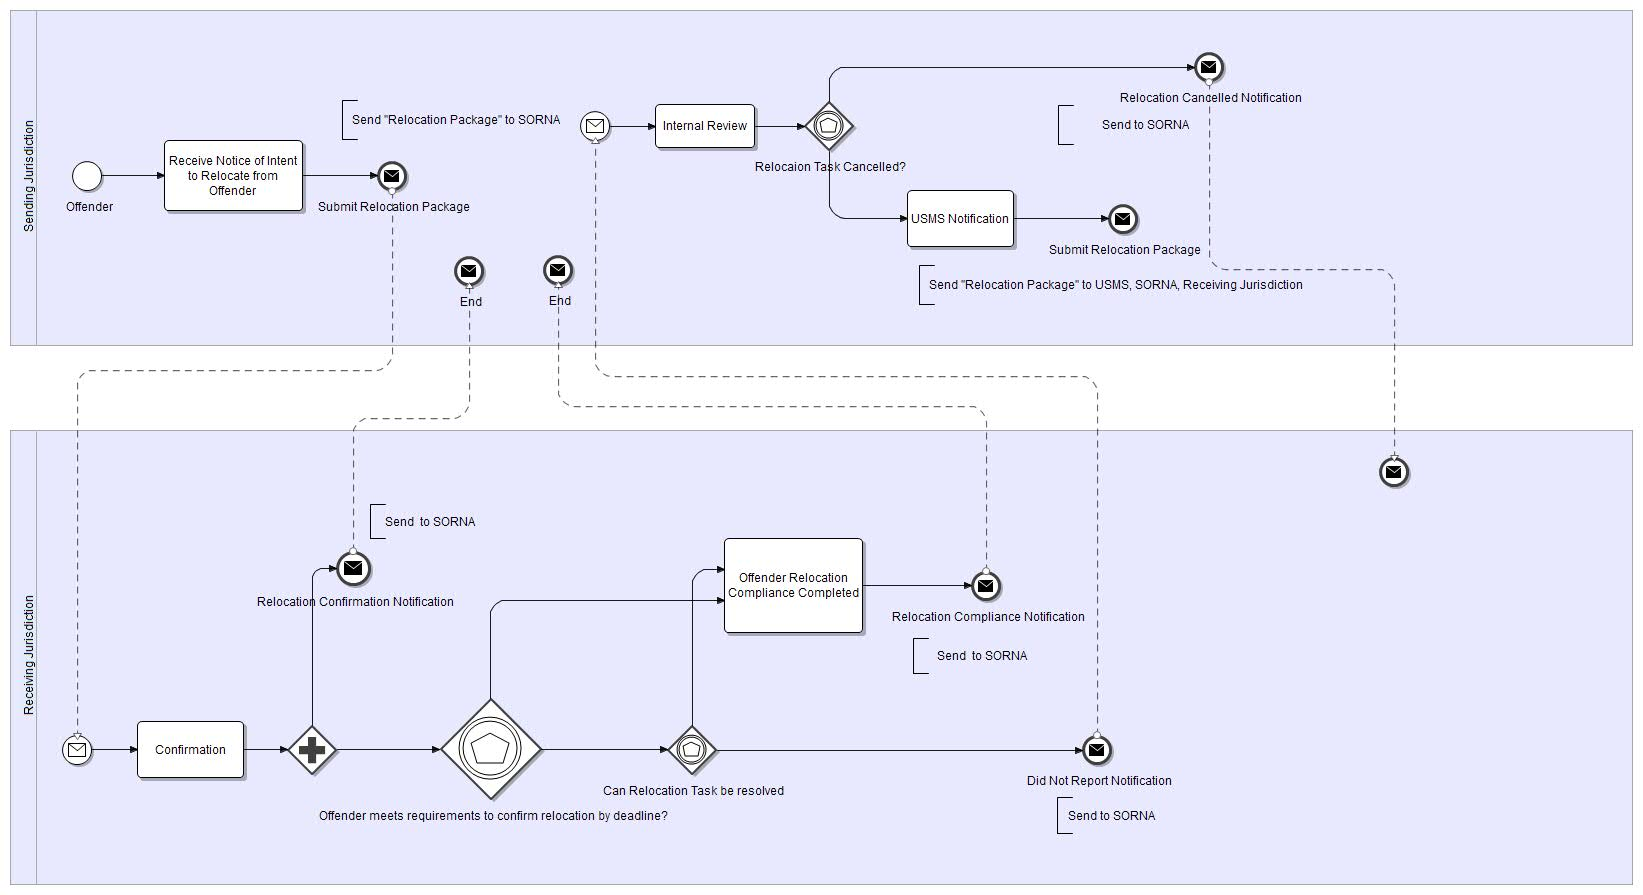 Sending Jurisdiction
Offender
Receive Notice of Intent
to Relocate from
Offender
Send "Relocation Package" to SORNA
Submit Relocation Package
End
End
Internal Review
Relocaion Task Cancelled?
Relocation Cancelled Notification
Send to SORNA
USMS Notification
Submit Relocation Package
Send "Relocation Package" to USMS, SORNA, Receiving Jurisdiction
Receiving Jurisdiction
Send to SORNA
Relocation Confirmation Notification
Confirmation
Offender meets requirements to confirm relocation by deadline?
Can Relocation Task be resolved
Offender Relocation
Compliance Completed
Relocation Compliance Notification
Send to SORNA
Did Not Report Notification
Send to SORNA